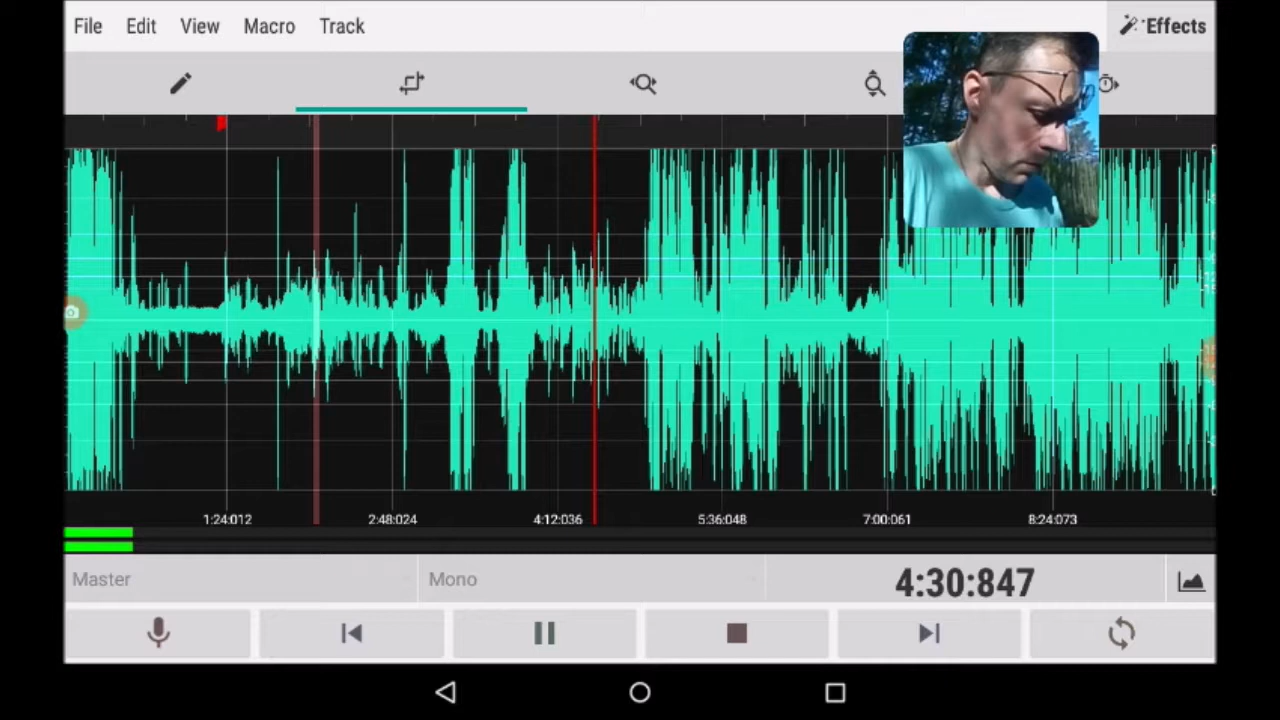 File Edit View Macro Track Effects
1:24:012 2:48:024 4:12:036 5:36:048 7:00:061 8:24:073
Master Mono 4:30:847